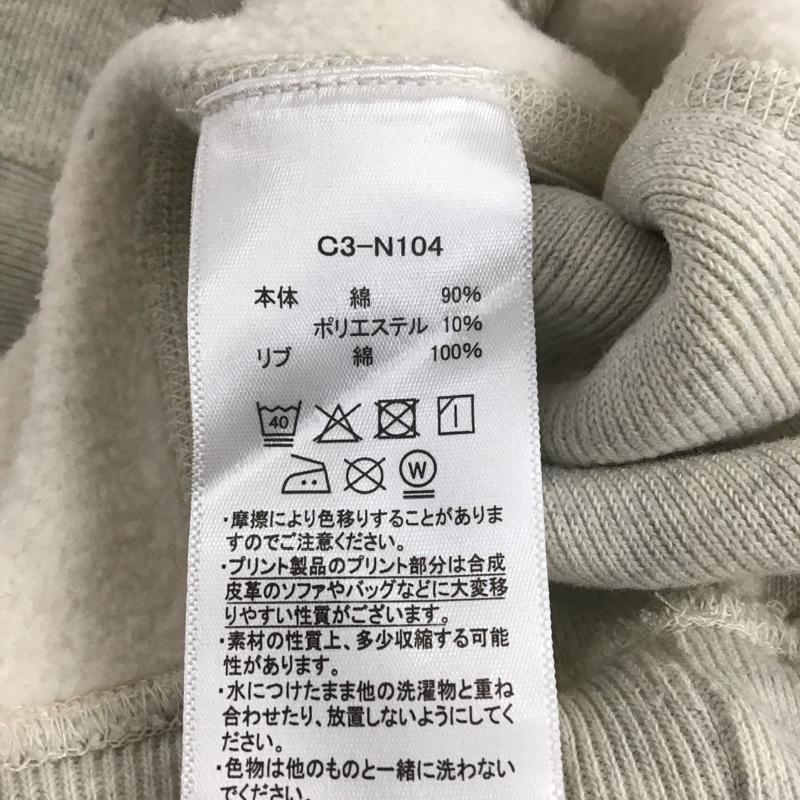 C3-N104
本体 綿 90%
ポリエステル 10%
リブ 綿 100%
40
W
・摩擦により色移りすることがありま
すのでご注意ください。
・プリント製品のプリント部分は合成
皮革のソファやバッグなどに大変移
りやすい性質がございます。
・素材の性質上、多少収縮する可能
性があります。
・水につけたまま他の洗濯物と重ね
合わせたり、放置しないようにしてく
ださい。
・色物は他のものと一緒に洗わない
でください。